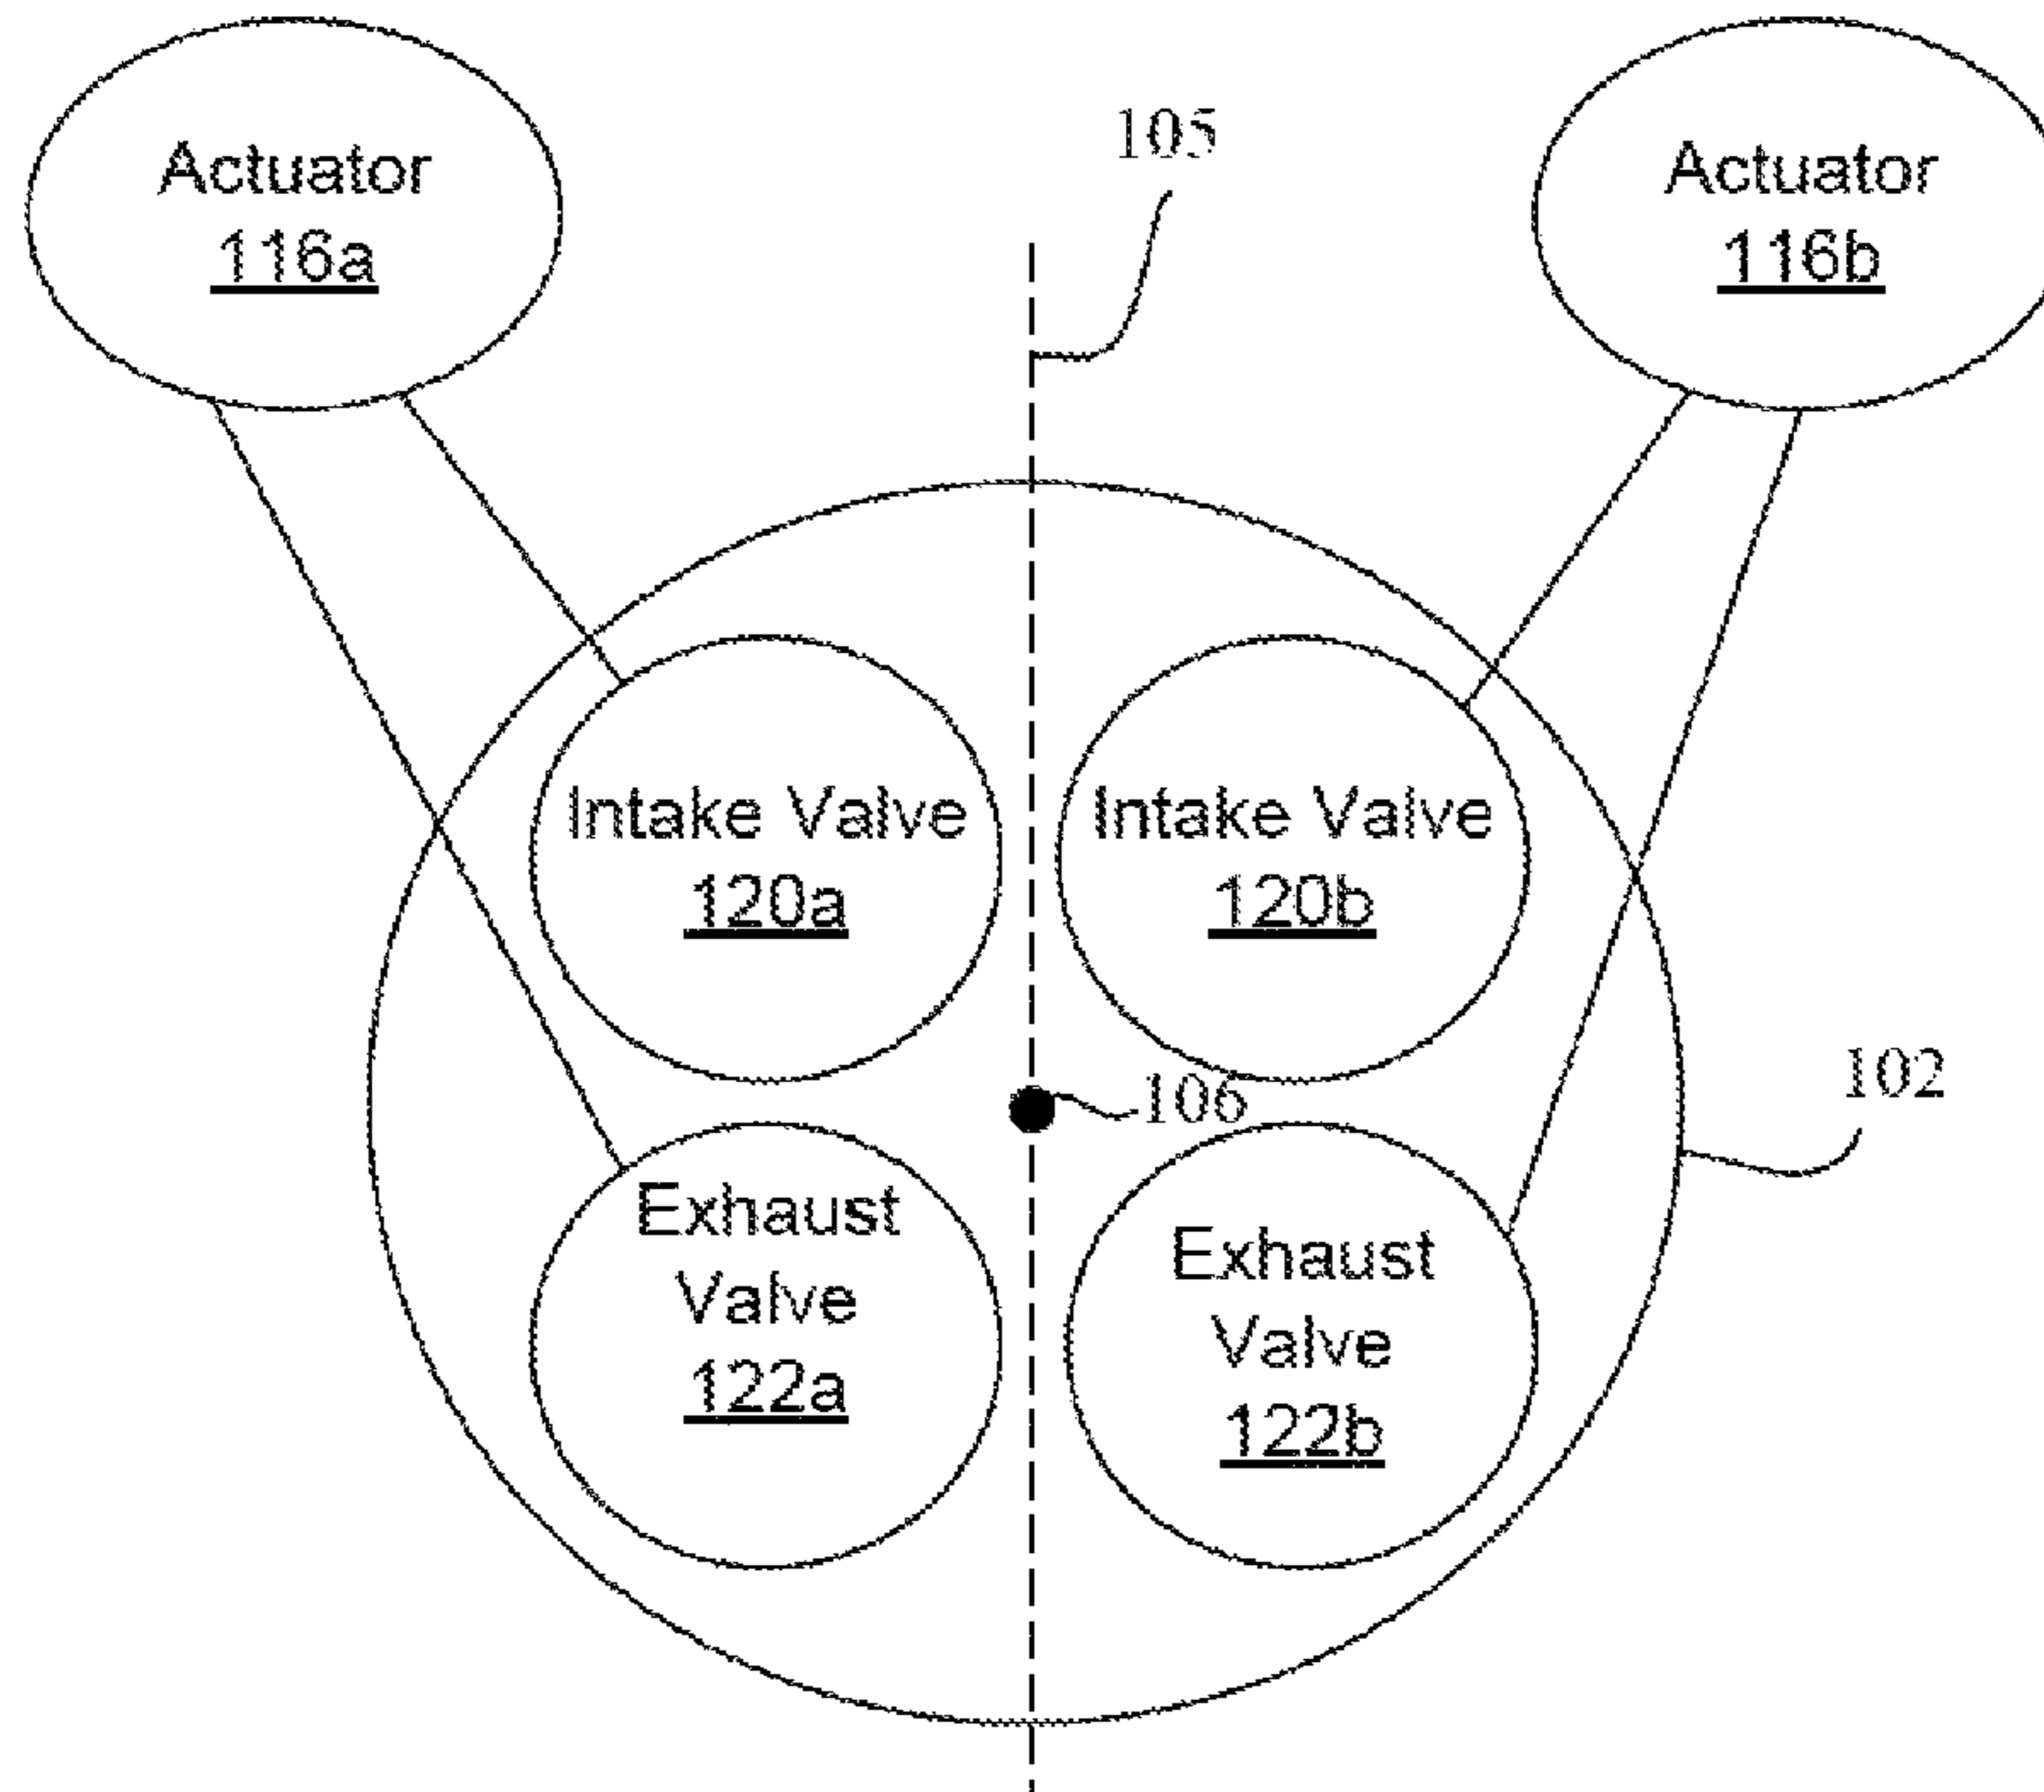 Actuator
116a
105
Actuator
116b
Intake Valve
120a
Intake Valve
120b
106
102
Exhaust
Valve
122a
Exhaust
Valve
122b